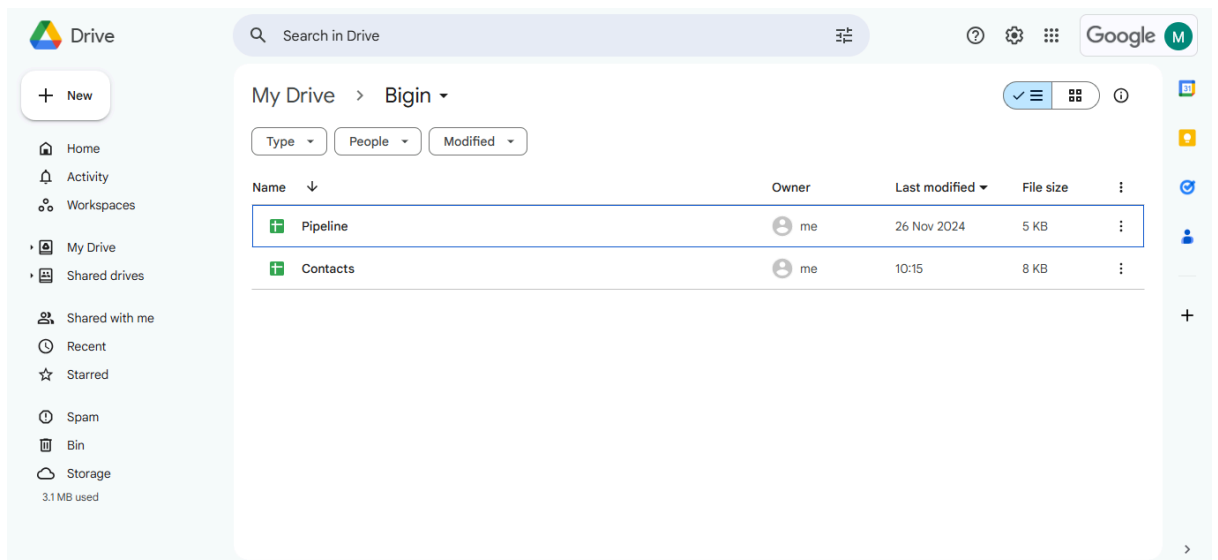 Drive
Search in Drive
Google M
New
My Drive > Bigin
31
Type People Modified
Home
Activity
Workspaces
Name Owner Last modified File size
Pipeline me 26 Nov 2024 5 KB
My Drive
Contacts me 10:15 8 KB
Shared drives
Shared with me
Recent
Starred
Spam
Bin
Storage
3.1 MB used